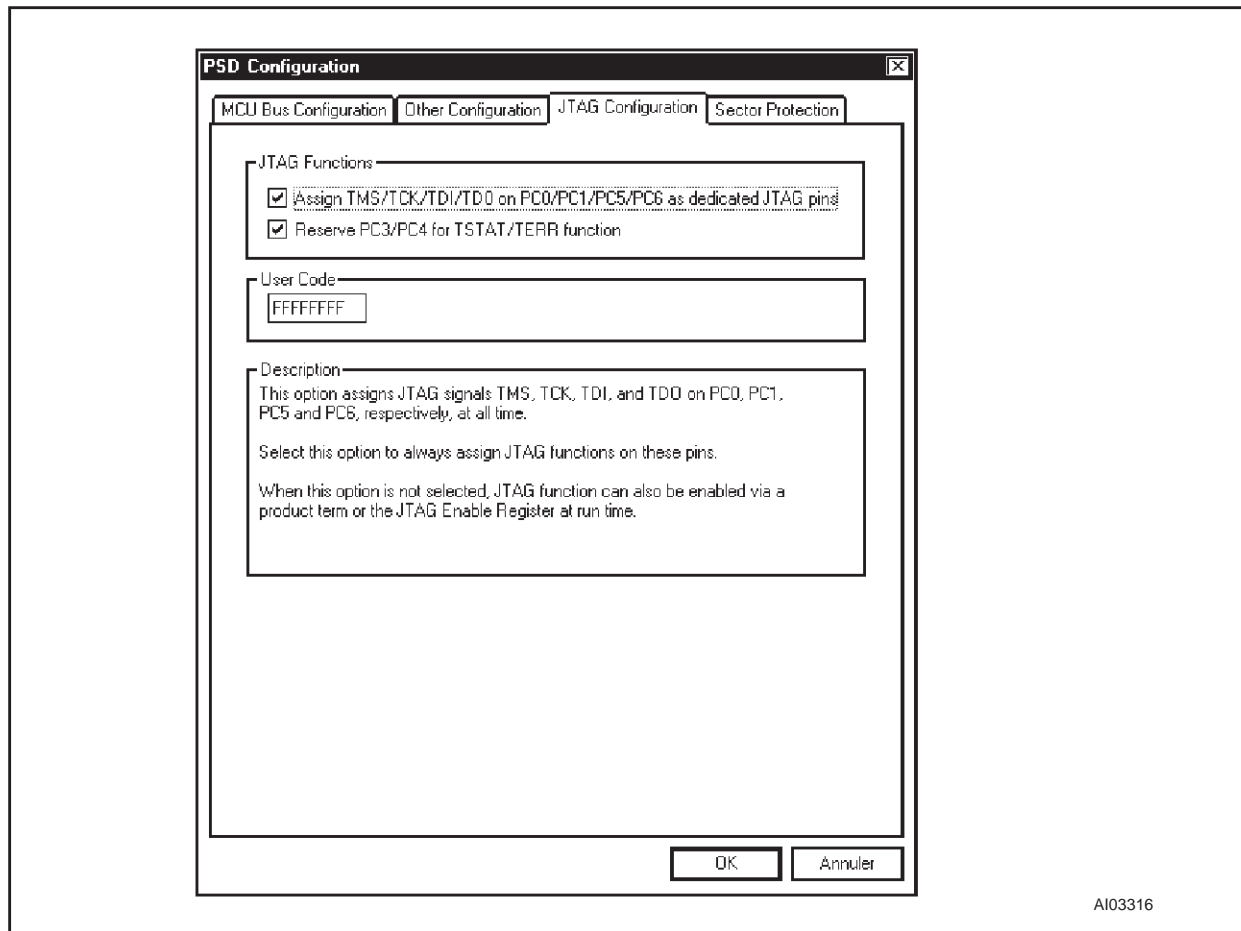 PSD Configuration
MCU Bus Configuration
Other Configuration
JTAG Configuration
Sector Protection
JTAG Functions
Assign TMS/TCK/TDI/TDO on PC0/PC1/PC5/PC6 as dedicated JTAG pins
Reserve PC3/PC4 for TSTAT/TERR function
User Code
FFFFFFFF
Description
This option assigns JTAG signals TMS, TCK, TDI, and TDO on PC0, PC1,
PC5 and PC6, respectively, at all time.
Select this option to always assign JTAG functions on these pins.
When this option is not selected, JTAG function can also be enabled via a
product term or the JTAG Enable Register at run time.
OK
Annuler
AI03316